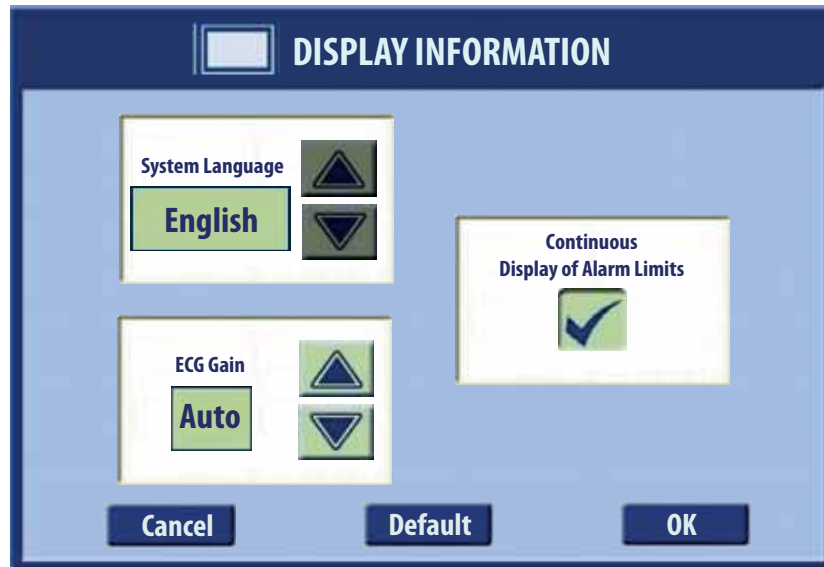 DISPLAY INFORMATION
System Language
English
Continuous
Display of Alarm Limits
ECG Gain
Auto
Cancel
Default
OK